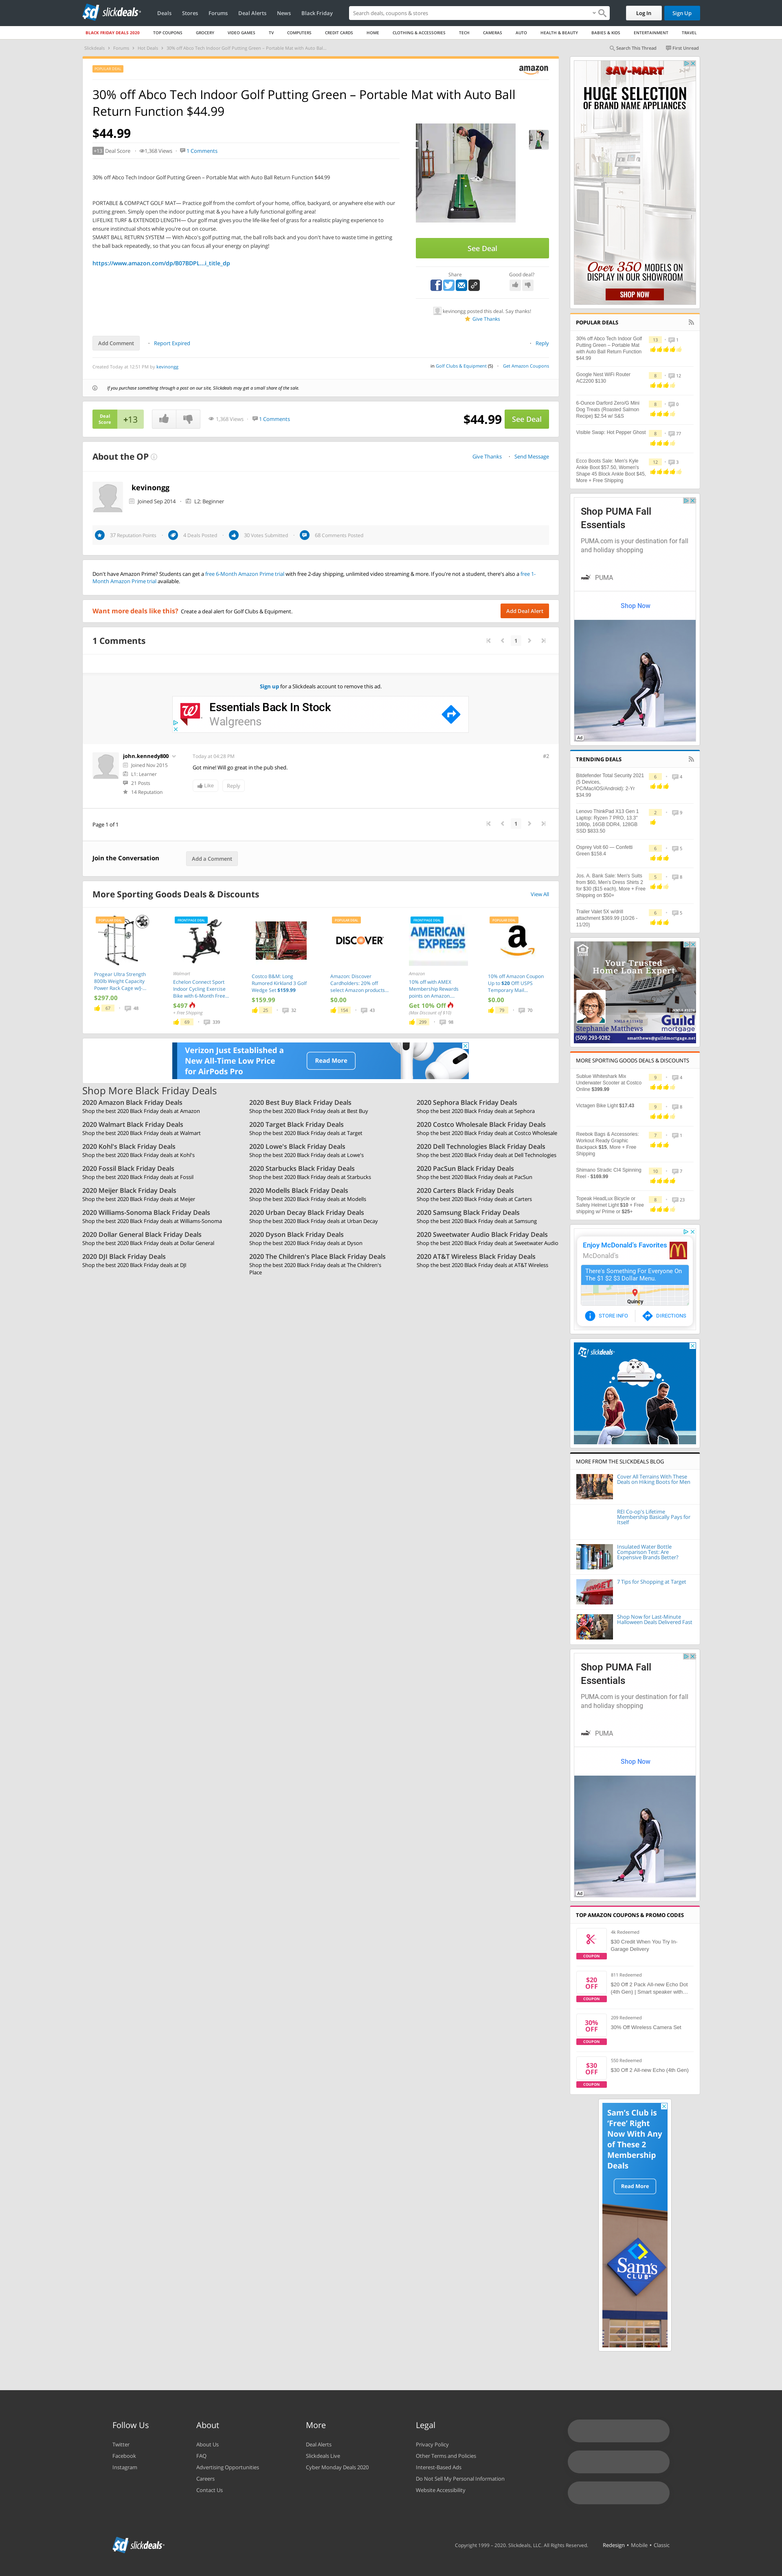 slickdeals
Deals Stores Forums Deal Alerts News Black Friday
Search deals, coupons & stores
Log In
Sign Up
BLACK FRIDAY DEALS 2020 TOP COUPONS GROCERY VIDEO GAMES TV COMPUTERS CREDIT CARDS HOME CLOTHING & ACCESSORIES TECH CAMERAS AUTO HEALTH & BEAUTY BABIES & KIDS ENTERTAINMENT TRAVEL
Slickdeals > Forums > Hot Deals > 30% off Abco Tech Indoor Golf Putting Green – Portable Mat with Auto Bal...
Search This Thread First Unread
amazon
30% off Abco Tech Indoor Golf Putting Green – Portable Mat with Auto Ball
Return Function $44.99
$44.99
+13 Deal Score 1,368 Views 1 Comments
30% off Abco Tech Indoor Golf Putting Green – Portable Mat with Auto Ball Return Function $44.99
PORTABLE & COMPACT GOLF MAT— Practice golf from the comfort of your home, office, backyard, or anywhere else with our
putting green. Simply open the indoor putting mat & you have a fully functional golfing area!
LIFELIKE TURF & EXTENDED LENGTH— Our golf mat gives you the life-like feel of grass for a realistic playing experience to
ensure instinctual shots while you're out on course.
SMART BALL RETURN SYSTEM — With Abco's golf putting mat, the ball rolls back and you don't have to waste time in getting
the ball back repeatedly, so that you can focus all your energy on playing!
https://www.amazon.com/dp/B07BDPL...i_title_dp
See Deal
Share
Good deal?
kevinongg posted this deal. Say thanks!
Give Thanks
Add Comment
Report Expired
Reply
Created Today at 12:51 PM by kevinongg
in Golf Clubs & Equipment (5) Get Amazon Coupons
If you purchase something through a post on our site, Slickdeals may get a small share of the sale.
Deal
Score
+13
1,368 Views 1 Comments
$44.99
See Deal
About the OP
Give Thanks Send Message
kevinongg
Joined Sep 2014 L2: Beginner
37 Reputation Points 4 Deals Posted 30 Votes Submitted 68 Comments Posted
Don't have Amazon Prime? Students can get a free 6-Month Amazon Prime trial with free 2-day shipping, unlimited video streaming & more. If you're not a student, there's also a free 1-
Month Amazon Prime trial available.
Want more deals like this? Create a deal alert for Golf Clubs & Equipment.
Add Deal Alert
1 Comments
1
Sign up for a Slickdeals account to remove this ad.
Essentials Back In Stock
Walgreens
john.kennedy800
Joined Nov 2015
L1: Learner
21 Posts
14 Reputation
Today at 04:28 PM
#2
Got mine! Will go great in the pub shed.
Like
Reply
Page 1 of 1
1
Join the Conversation
Add a Comment
More Sporting Goods Deals & Discounts
View All
POPULAR DEAL
Progear Ultra Strength
800lb Weight Capacity
Power Rack Cage w/J-...
$297.00
67 40
FRONTPAGE DEAL
Walmart
Echelon Connect Sport
Indoor Cycling Exercise
Bike with 6-Month Free...
$497
+ Free Shipping
69 339
Costco B&M: Long
Rumored Kirkland 3 Golf
Wedge Set $159.99
$159.99
25 32
POPULAR DEAL
DISCOVER
Amazon: Discover
Cardholders: 20% off
select Amazon products...
$0.00
104 43
FRONTPAGE DEAL
AMERICAN
EXPRESS
Amazon
10% off with AMEX
Membership Rewards
points on Amazon...
Get 10% Off
(Max Discount of $10)
299 98
POPULAR DEAL
10% off Amazon Coupon
Up to $20 Off USPS
Temporary Mail...
$0.00
79 70
Verizon Just Established a
New All-Time Low Price
for AirPods Pro
Read More
Shop More Black Friday Deals
2020 Amazon Black Friday Deals
Shop the best 2020 Black Friday deals at Amazon
2020 Best Buy Black Friday Deals
Shop the best 2020 Black Friday deals at Best Buy
2020 Sephora Black Friday Deals
Shop the best 2020 Black Friday deals at Sephora
2020 Walmart Black Friday Deals
Shop the best 2020 Black Friday deals at Walmart
2020 Target Black Friday Deals
Shop the best 2020 Black Friday deals at Target
2020 Costco Wholesale Black Friday Deals
Shop the best 2020 Black Friday deals at Costco Wholesale
2020 Kohl's Black Friday Deals
Shop the best 2020 Black Friday deals at Kohl's
2020 Lowe's Black Friday Deals
Shop the best 2020 Black Friday deals at Lowe's
2020 Dell Technologies Black Friday Deals
Shop the best 2020 Black Friday deals at Dell Technologies
2020 Fossil Black Friday Deals
Shop the best 2020 Black Friday deals at Fossil
2020 Starbucks Black Friday Deals
Shop the best 2020 Black Friday deals at Starbucks
2020 PacSun Black Friday Deals
Shop the best 2020 Black Friday deals at PacSun
2020 Meijer Black Friday Deals
Shop the best 2020 Black Friday deals at Meijer
2020 Modells Black Friday Deals
Shop the best 2020 Black Friday deals at Modells
2020 Carters Black Friday Deals
Shop the best 2020 Black Friday deals at Carters
2020 Williams-Sonoma Black Friday Deals
Shop the best 2020 Black Friday deals at Williams-Sonoma
2020 Urban Decay Black Friday Deals
Shop the best 2020 Black Friday deals at Urban Decay
2020 Samsung Black Friday Deals
Shop the best 2020 Black Friday deals at Samsung
2020 Dollar General Black Friday Deals
Shop the best 2020 Black Friday deals at Dollar General
2020 Dyson Black Friday Deals
Shop the best 2020 Black Friday deals at Dyson
2020 Sweetwater Audio Black Friday Deals
Shop the best 2020 Black Friday deals at Sweetwater Audio
2020 DJI Black Friday Deals
Shop the best 2020 Black Friday deals at DJI
2020 The Children's Place Black Friday Deals
Shop the best 2020 Black Friday deals at The Children's
Place
2020 AT&T Wireless Black Friday Deals
Shop the best 2020 Black Friday deals at AT&T Wireless
SAV-MART
HUGE SELECTION
OF BRAND NAME APPLIANCES
Over 350 MODELS ON
DISPLAY IN OUR SHOWROOM
SHOP NOW
POPULAR DEALS
30% off Abco Tech Indoor Golf
Putting Green – Portable Mat
with Auto Ball Return Function
$44.99
13 1
Google Nest WiFi Router
AC2200 $130
8 12
6-Ounce Darford Zero/G Mini
Dog Treats (Roasted Salmon
Recipe) $2.54 w/ S&S
8 0
Visible Swap: Hot Pepper Ghost
8 77
Ecco Boots Sale: Men's Kyle
Ankle Boot $57.50, Women's
Shape 45 Block Ankle Boot $45,
More + Free Shipping
12 3
Shop PUMA Fall
Essentials
PUMA.com is your destination for fall
and holiday shopping
PUMA
Shop Now
Ad
TRENDING DEALS
Bitdefender Total Security 2021
(5 Devices,
PC/Mac/iOS/Android): 2-Yr
$34.99
6 4
Lenovo ThinkPad X13 Gen 1
Laptop: Ryzen 7 PRO, 13.3"
1080p, 16GB DDR4, 128GB
SSD $833.50
2 9
Osprey Volt 60 — Confetti
Green $158.4
6 5
Jos. A. Bank Sale: Men's Suits
from $60, Men's Dress Shirts 2
for $30 ($15 each), More + Free
Shipping on $50+
5 8
Trailer Valet 5X w/drill
attachment $369.99 (10/26 -
11/20)
6 5
Your Trusted
Home Loan Expert
Stephanie Matthews
Guild
mortgage
(509) 293-9282 smatthews@guildmortgage.net
MORE SPORTING GOODS DEALS & DISCOUNTS
Sublue Whiteshark Mix
Underwater Scooter at Costco
Online $399.99
9 4
Victagen Bike Light $17.43
9 8
Reebok Bags & Accessories:
Workout Ready Graphic
Backpack $15, More + Free
Shipping
7 1
Shimano Stradic CI4 Spinning
Reel - $169.99
10 7
Topeak HeadLux Bicycle or
Safety Helmet Light $10 + Free
shipping w/ Prime or $25+
8 23
Enjoy McDonald's Favorites
McDonald's
There's Something For Everyone On
The $1 $2 $3 Dollar Menu.
Quincy
STORE INFO DIRECTIONS
slickdeals
MORE FROM THE SLICKDEALS BLOG
Cover All Terrains With These
Deals on Hiking Boots for Men
REI Co-op's Lifetime
Membership Basically Pays for
Itself
Insulated Water Bottle
Comparison Test: Are
Expensive Brands Better?
7 Tips for Shopping at Target
Shop Now for Last-Minute
Halloween Deals Delivered Fast
Shop PUMA Fall
Essentials
PUMA.com is your destination for fall
and holiday shopping
PUMA
Shop Now
Ad
TOP AMAZON COUPONS & PROMO CODES
COUPON
4k Redeemed
$30 Credit When You Try In-
Garage Delivery
$20
OFF
COUPON
811 Redeemed
$20 Off 2 Pack All-new Echo Dot
(4th Gen) | Smart speaker with...
30%
OFF
COUPON
209 Redeemed
30% Off Wireless Camera Set
$30
OFF
COUPON
530 Redeemed
$30 Off 2 All-new Echo (4th Gen)
Sam's Club is
'Free' Right
Now With Any
of These 2
Membership
Deals
Read More
Sam's
CLUB
Follow Us
Twitter
Facebook
Instagram
About
About Us
FAQ
Advertising Opportunities
Careers
Contact Us
More
Deal Alerts
Slickdeals Live
Cyber Monday Deals 2020
Legal
Privacy Policy
Other Terms and Policies
Interest-Based Ads
Do Not Sell My Personal Information
Website Accessibility
slickdeals
Copyright 1999 – 2020. Slickdeals, LLC. All Rights Reserved. Redesign • Mobile • Classic